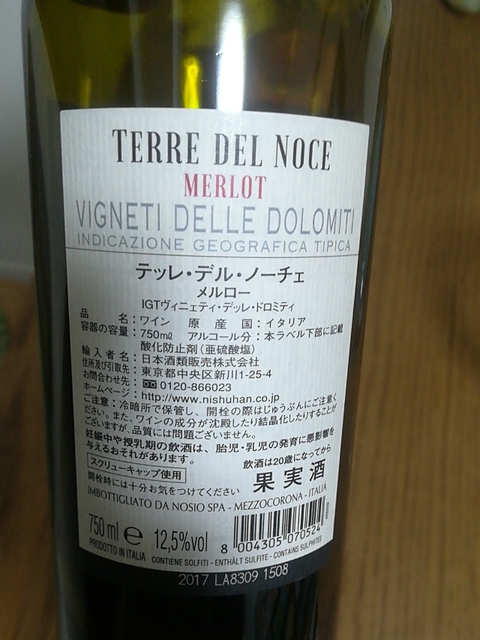 TERRE DEL NOCE
MERLOT
VIGNETI DELLE DOLOMITI
INDICAZIONE GEOGRAFICA TIPICA
テッレ・デル・ノーチェ
メルロー
IGTヴィニェティ・デッレ・ドロミティ
品名：ワイン 原産国：イタリア
容器の容量：750㎖ アルコール分：本ラベル下部に記載
酸化防止剤（亜硫酸塩）
輸入者名：日本酒類販売株式会社
住所及び引取先：東京都中央区新川1-25-4
お問合わせ先：0120-866023
ホームページ：http://www.nishuhan.co.jp
ご注意：冷暗所で保管し、開栓の際はじゅうぶんにご注意く
ださい。また、ワインの成分が沈殿したり結晶化したりすることがご
ざいますが、品質には問題ございません。
妊娠中や授乳期の飲酒は、胎児・乳児の発育に悪影響を
与えるおそれがあります。
スクリューキャップ使用
飲酒は20歳になってから
開栓時には十分お気をつけてください
果実酒
IMBOTTIGLIATO DA NOSIO SPA - MEZZOCORONA - ITALIA
750 ml e 12,5%vol
8 004305 070524
PRODOTTO IN ITALIA CONTIENE SOLFITI - ENTHÄLT SULFITE - CONTAINS SULPHITES
2017 LA8309 1508